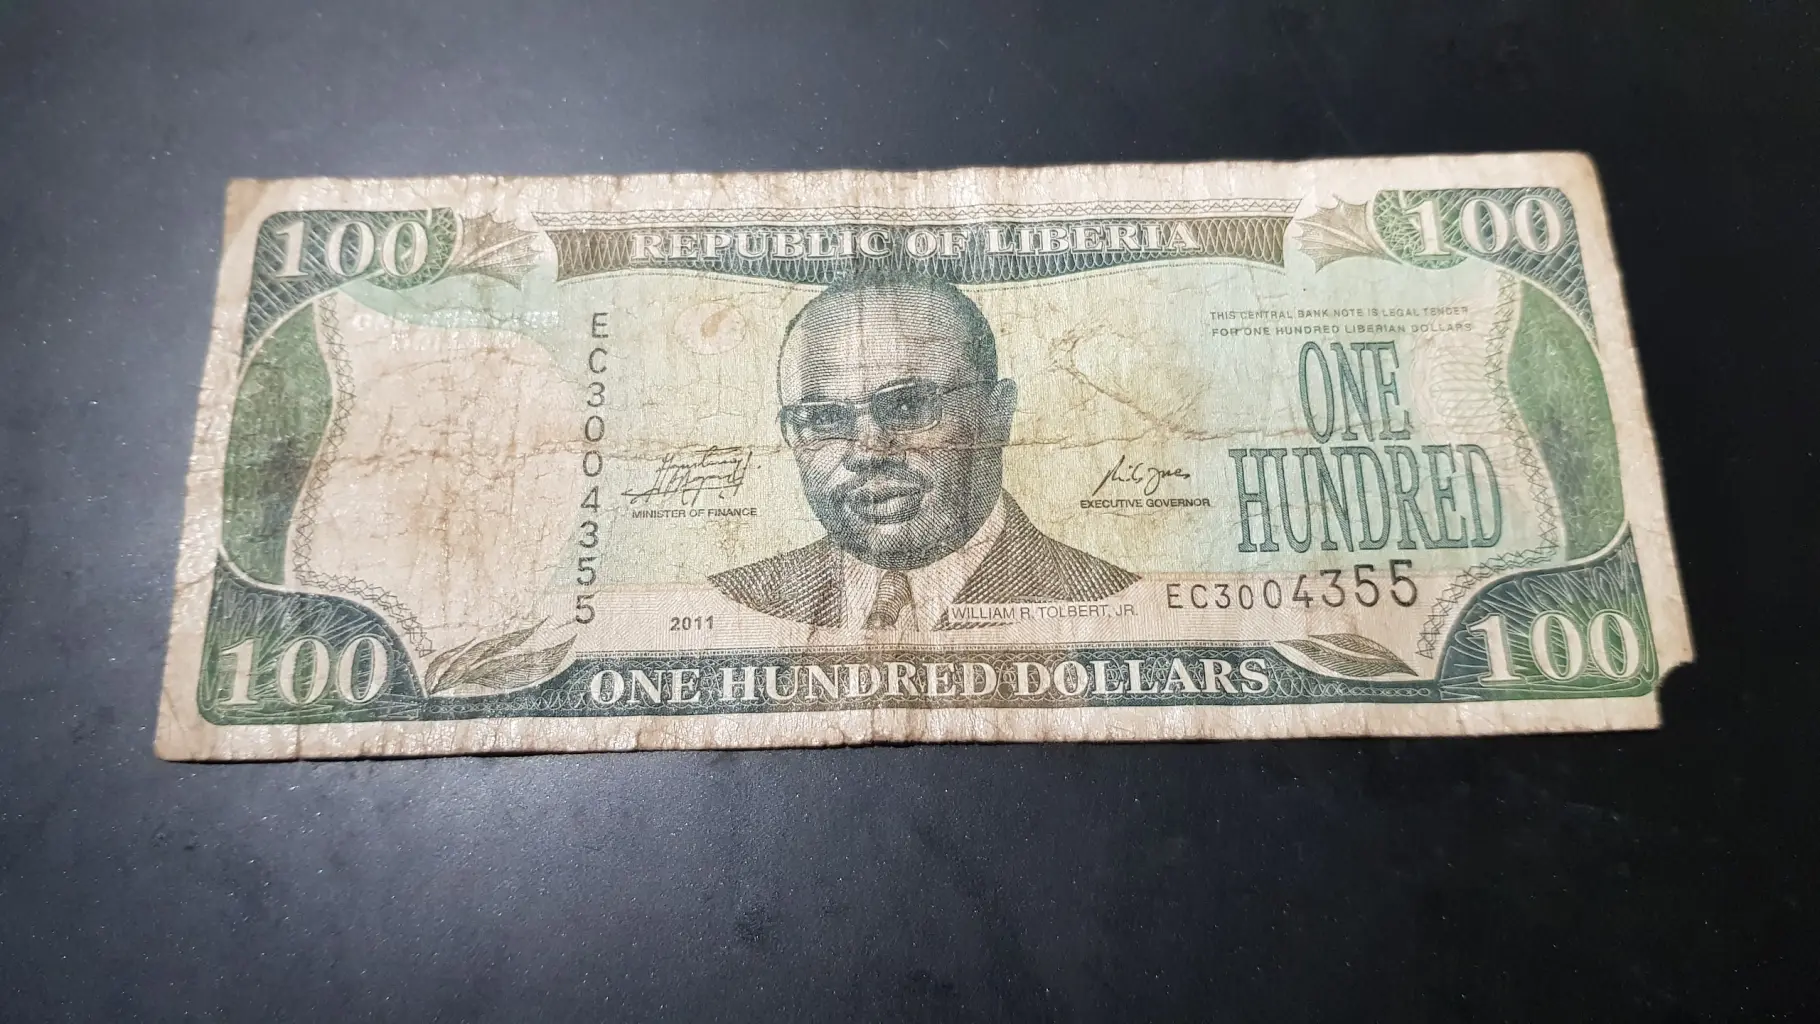 100
REPUBLIC OF LIBERIA
100
THIS CENTRAL BANK NOTE IS LEGAL TENDER
FOR ONE HUNDRED LIBERIAN DOLLARS
EC3004355
ONE
HUNDRED
MINISTER OF FINANCE
EXECUTIVE GOVERNOR
EC3004355
2011
WILLIAM R. TOLBERT, JR.
100
ONE HUNDRED DOLLARS
100